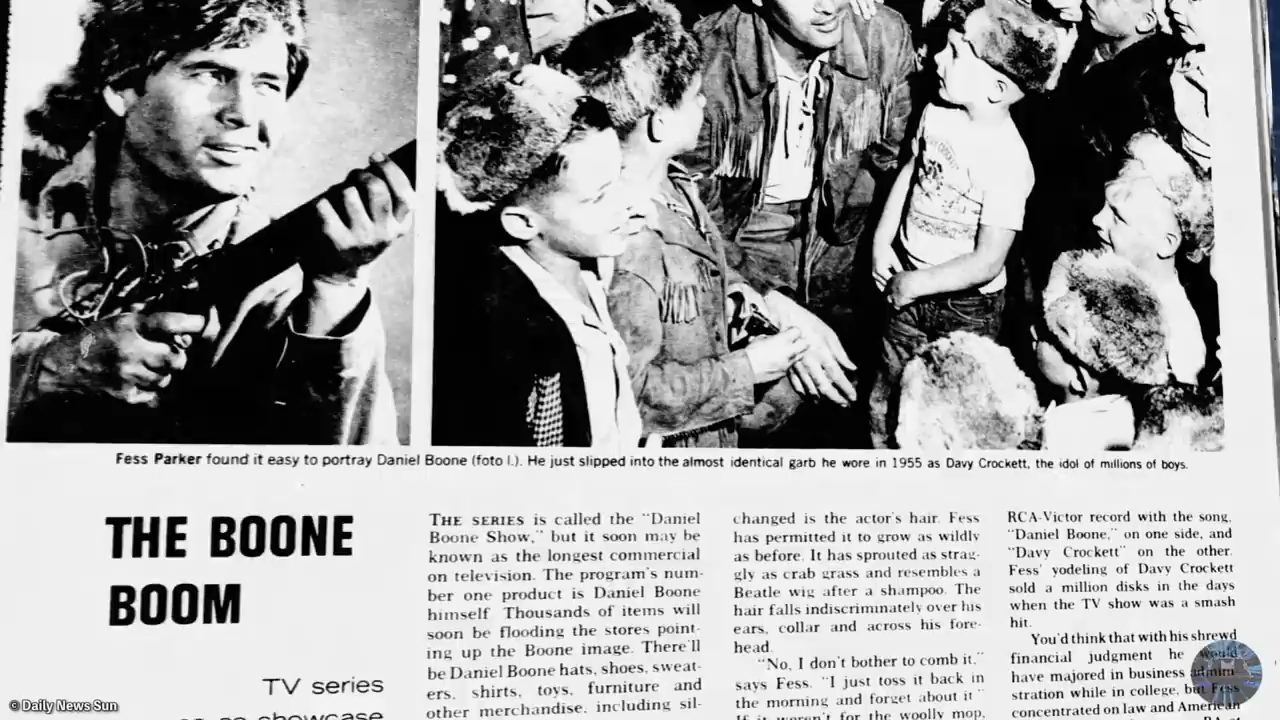 Fess Parker found it easy to portray Daniel Boone (foto l.). He just slipped into the almost identical garb he wore in 1955 as Davy Crockett, the idol of millions of boys.
THE BOONE
BOOM
TV series
showcase
THE SERIES is called the "Daniel
Boone Show," but it soon may be
known as the longest commercial
on television. The program's num-
ber one product is Daniel Boone
himself. Thousands of items will
soon be flooding the stores point-
ing up the Boone image. There'll
be Daniel Boone hats, shoes, sweat-
ers, shirts, toys, furniture and
other merchandise, including sil-
changed is the actor's hair. Fess
has permitted it to grow as wildly
as before. It has sprouted as strag-
gly as crab grass and resembles a
Beatle wig after a shampoo. The
hair falls indiscriminately over his
ears, collar and across his fore-
head.
"No, I don't bother to comb it,"
says Fess. "I just toss it back in
the morning and forget about it."
If it weren't for the woolly mop,
RCA-Victor record with the song,
"Daniel Boone," on one side, and
"Davy Crockett" on the other.
Fess' yodeling of Davy Crockett
sold a million disks in the days
when the TV show was a smash
hit.
You'd think that with his shrewd
financial judgment he would
have majored in business admini
stration while in college, but Fess
concentrated on law and American
© Daily News Sun